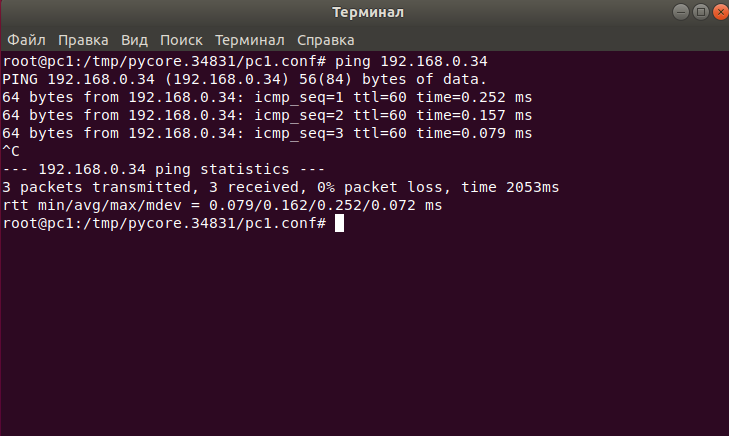 Терминал
Файл Правка Вид Поиск Терминал Справка
root@pc1:/tmp/pycore.34831/pc1.conf# ping 192.168.0.34
PING 192.168.0.34 (192.168.0.34) 56(84) bytes of data.
64 bytes from 192.168.0.34: icmp_seq=1 ttl=60 time=0.252 ms
64 bytes from 192.168.0.34: icmp_seq=2 ttl=60 time=0.157 ms
64 bytes from 192.168.0.34: icmp_seq=3 ttl=60 time=0.079 ms
^C
--- 192.168.0.34 ping statistics ---
3 packets transmitted, 3 received, 0% packet loss, time 2053ms
rtt min/avg/max/mdev = 0.079/0.162/0.252/0.072 ms
root@pc1:/tmp/pycore.34831/pc1.conf#